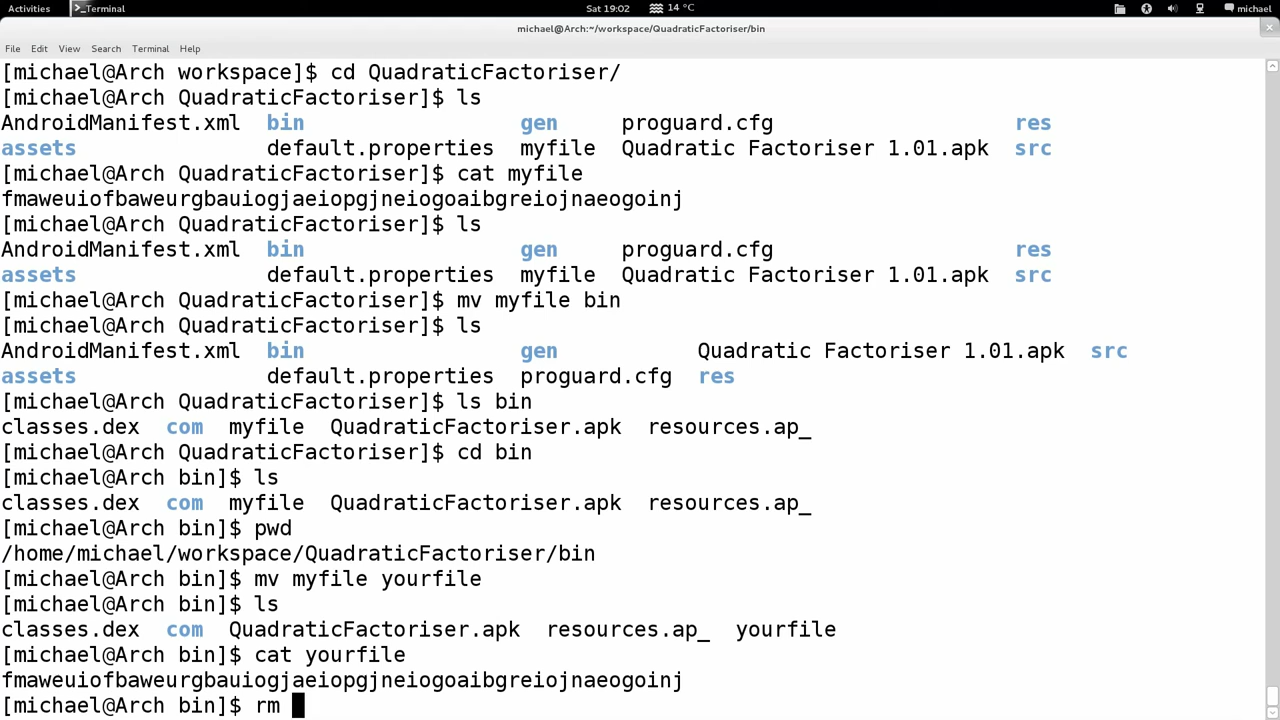 Activities Terminal Sat 19:02 14 °C michael
michael@Arch:~/workspace/QuadraticFactoriser/bin
File Edit View Search Terminal Help
[michael@Arch workspace]$ cd QuadraticFactoriser/
[michael@Arch QuadraticFactoriser]$ ls
AndroidManifest.xml bin gen proguard.cfg res
assets default.properties myfile Quadratic Factoriser 1.01.apk src
[michael@Arch QuadraticFactoriser]$ cat myfile
fmaweuiofbaweurgbauiogjaeiopgjneiogoaibgreiojnaeogoinj
[michael@Arch QuadraticFactoriser]$ ls
AndroidManifest.xml bin gen proguard.cfg res
assets default.properties myfile Quadratic Factoriser 1.01.apk src
[michael@Arch QuadraticFactoriser]$ mv myfile bin
[michael@Arch QuadraticFactoriser]$ ls
AndroidManifest.xml bin gen Quadratic Factoriser 1.01.apk src
assets default.properties proguard.cfg res
[michael@Arch QuadraticFactoriser]$ ls bin
classes.dex com myfile QuadraticFactoriser.apk resources.ap_
[michael@Arch QuadraticFactoriser]$ cd bin
[michael@Arch bin]$ ls
classes.dex com myfile QuadraticFactoriser.apk resources.ap_
[michael@Arch bin]$ pwd
/home/michael/workspace/QuadraticFactoriser/bin
[michael@Arch bin]$ mv myfile yourfile
[michael@Arch bin]$ ls
classes.dex com QuadraticFactoriser.apk resources.ap_ yourfile
[michael@Arch bin]$ cat yourfile
fmaweuiofbaweurgbauiogjaeiopgjneiogoaibgreiojnaeogoinj
[michael@Arch bin]$ rm